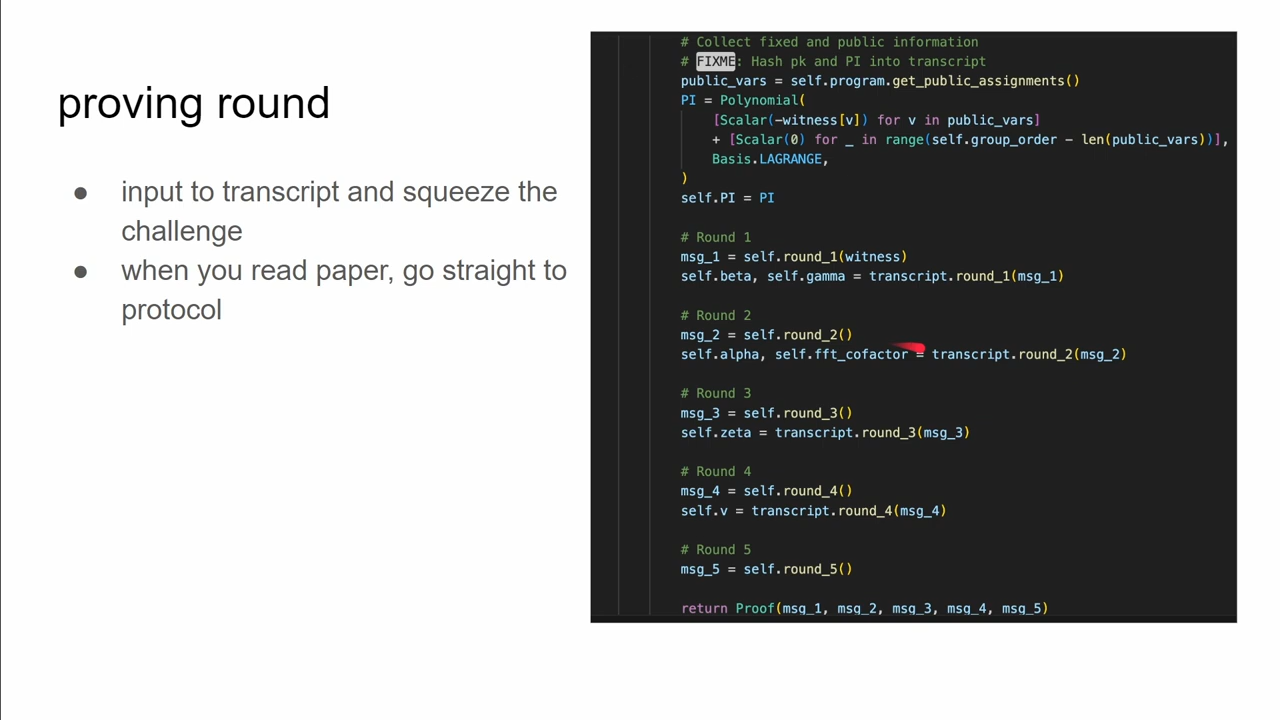 proving round
● input to transcript and squeeze the
challenge
● when you read paper, go straight to
protocol
# Collect fixed and public information
# FIXME: Hash pk and PI into transcript
public_vars = self.program.get_public_assignments()
PI = Polynomial(
[Scalar(-witness[v]) for v in public_vars]
+ [Scalar(0) for _ in range(self.group_order - len(public_vars))],
Basis.LAGRANGE,
)
self.PI = PI
# Round 1
msg_1 = self.round_1(witness)
self.beta, self.gamma = transcript.round_1(msg_1)
# Round 2
msg_2 = self.round_2()
self.alpha, self.fft_cofactor = transcript.round_2(msg_2)
# Round 3
msg_3 = self.round_3()
self.zeta = transcript.round_3(msg_3)
# Round 4
msg_4 = self.round_4()
self.v = transcript.round_4(msg_4)
# Round 5
msg_5 = self.round_5()
return Proof(msg_1, msg_2, msg_3, msg_4, msg_5)